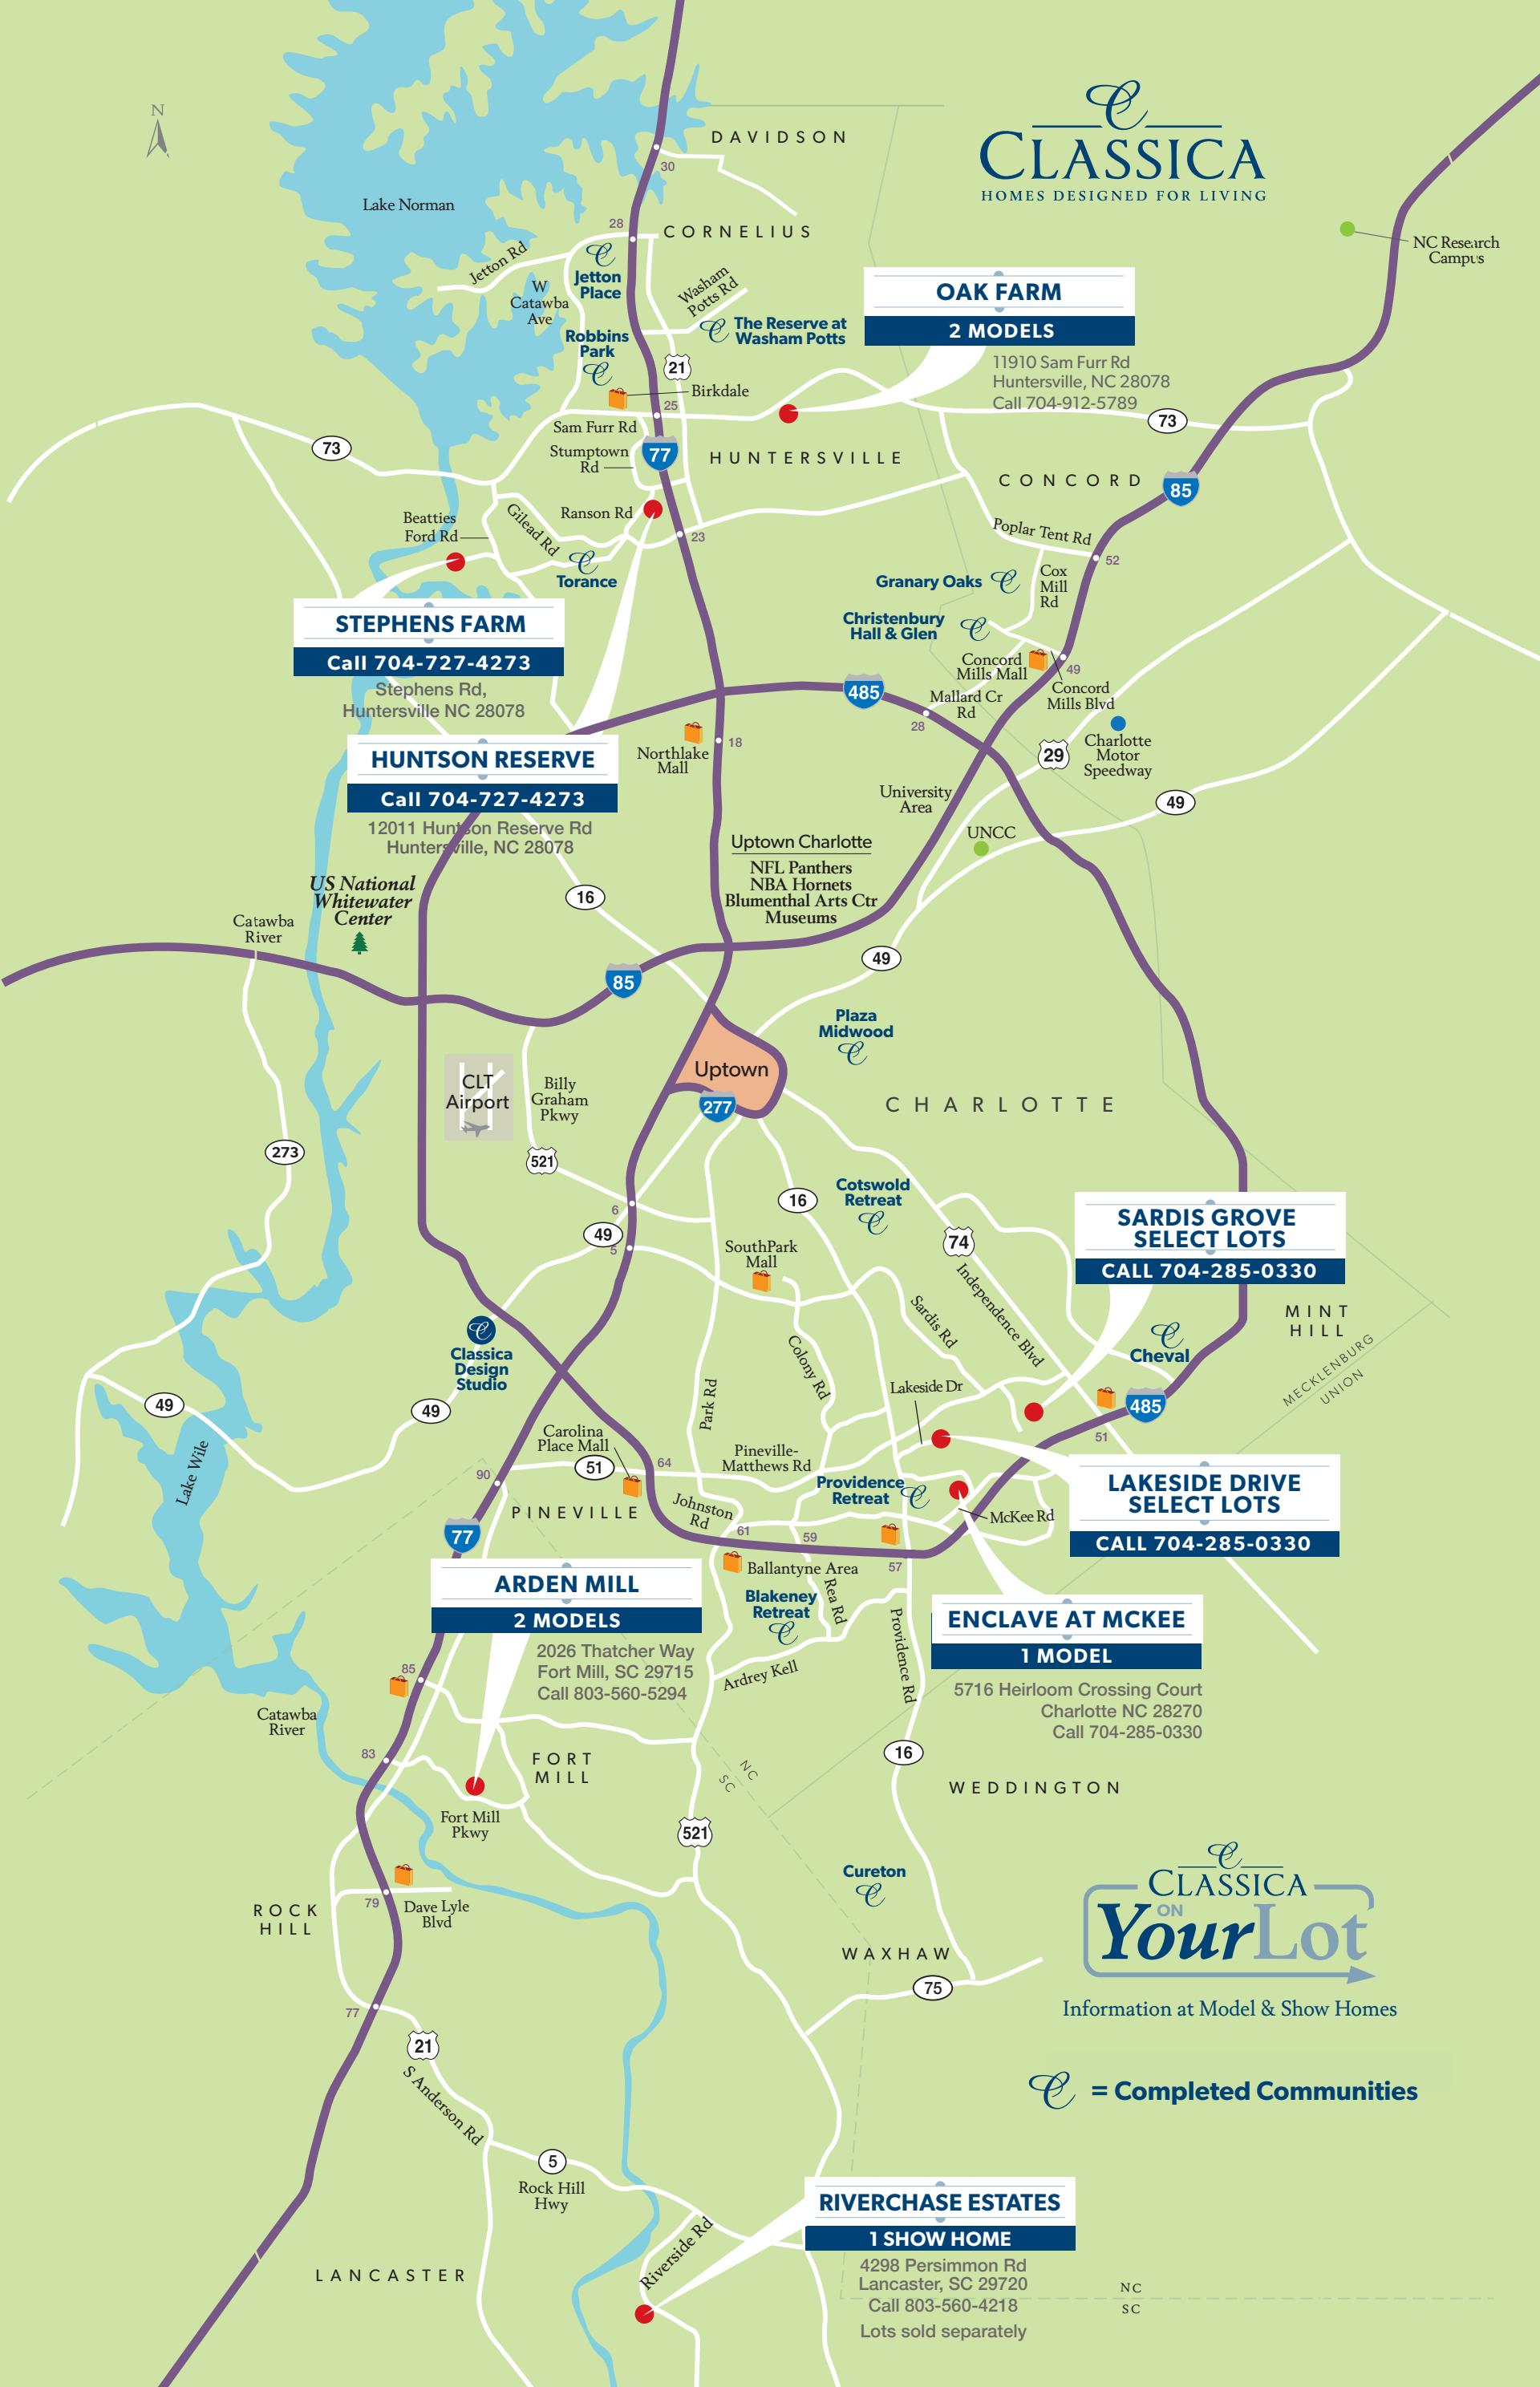 N
DAVIDSON
30
C
CLASSICA
HOMES DESIGNED FOR LIVING
Lake Norman
28
CORNELIUS
NC Research
Campus
Jetton Rd
Jetton
Place
W
Catawba
Ave
Washam
Potts Rd
OAK FARM
2 MODELS
11910 Sam Furr Rd
Huntersville, NC 28078
Call 704-912-5789
Robbins
Park
The Reserve at
Washam Potts
21
Birkdale
25
73
Sam Furr Rd
73
Stumptown
Rd
77
HUNTERSVILLE
CONCORD
85
Beatties
Ford Rd
Gilead Rd
Ranson Rd
23
Poplar Tent Rd
52
Torance
Granary Oaks
Cox
Mill
Rd
STEPHENS FARM
Call 704-727-4273
Stephens Rd,
Huntersville NC 28078
Christenbury
Hall & Glen
Concord
Mills Mall
49
485
Mallard Cr
Rd
Concord
Mills Blvd
28
HUNTSON RESERVE
Call 704-727-4273
12011 Huntson Reserve Rd
Huntersville, NC 28078
Northlake
Mall
18
29
Charlotte
Motor
Speedway
University
Area
49
UNCC
Uptown Charlotte
NFL Panthers
NBA Hornets
Blumenthal Arts Ctr
Museums
US National
Whitewater
Center
16
Catawba
River
49
85
Plaza
Midwood
Uptown
277
CLT
Airport
Billy
Graham
Pkwy
CHARLOTTE
273
521
Cotswold
Retreat
16
6
49
5
SouthPark
Mall
74
SARDIS GROVE
SELECT LOTS
CALL 704-285-0330
Independence Blvd
Sardis Rd
MINT
HILL
MECKLENBURG
UNION
Cheval
Classica
Design
Studio
Colony Rd
Lakeside Dr
Park Rd
49
49
485
51
Carolina
Place Mall
51
64
Pineville-
Matthews Rd
Lake Wile
90
Providence
Retreat
LAKESIDE DRIVE
SELECT LOTS
CALL 704-285-0330
PINEVILLE
Johnston
Rd
McKee Rd
77
61
59
57
Ballantyne Area
ARDEN MILL
2 MODELS
2026 Thatcher Way
Fort Mill, SC 29715
Call 803-560-5294
Blakeney
Retreat
Rea Rd
Providence Rd
ENCLAVE AT MCKEE
1 MODEL
5716 Heirloom Crossing Court
Charlotte NC 28270
Call 704-285-0330
85
Ardrey Kell
Catawba
River
83
FORT
MILL
NC
SC
16
WEDDINGTON
Fort Mill
Pkwy
521
Cureton
C
CLASSICA
ON
YourLot
Information at Model & Show Homes
79
Dave Lyle
Blvd
ROCK
HILL
WAXHAW
75
77
21
S Anderson Rd
C = Completed Communities
5
Rock Hill
Hwy
RIVERCHASE ESTATES
1 SHOW HOME
4298 Persimmon Rd
Lancaster, SC 29720
Call 803-560-4218
Lots sold separately
Riverside Rd
LANCASTER
NC
SC